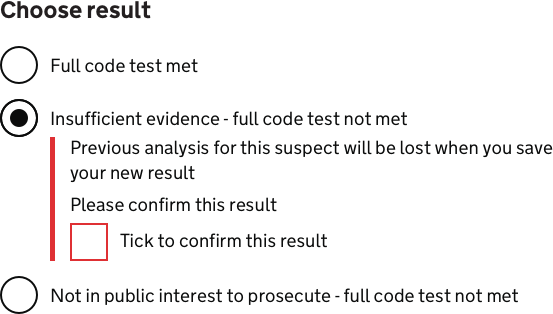 Choose result
Full code test met
Insufficient evidence - full code test not met
Previous analysis for this suspect will be lost when you save
your new result
Please confirm this result
Tick to confirm this result
Not in public interest to prosecute - full code test not met